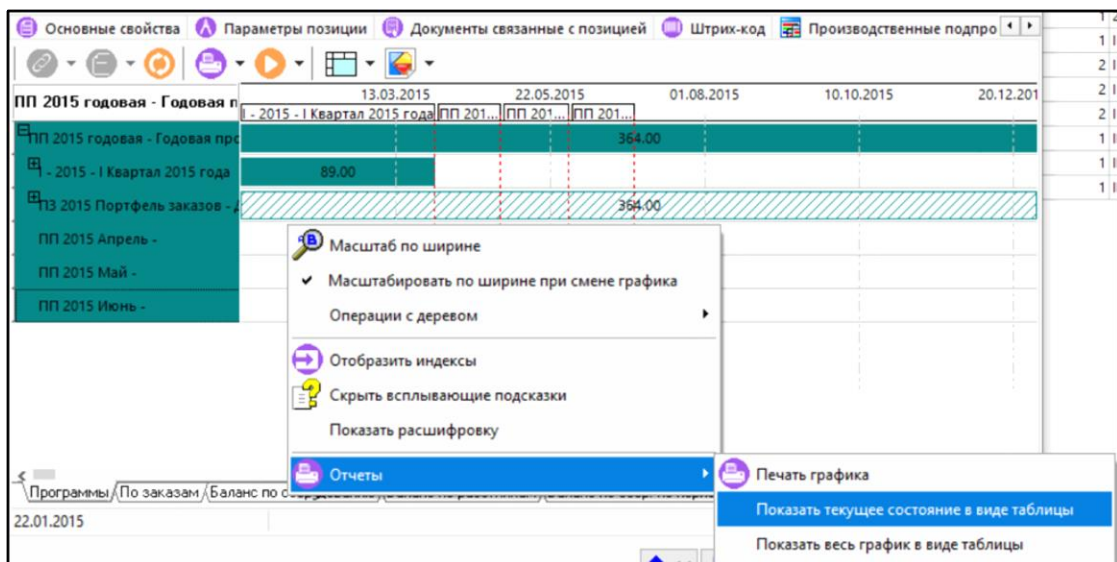 Основные свойства Параметры позиции Документы связанные с позицией Штрих-код Производственные подпро
ПП 2015 годовая - Годовая п
13.03.2015 22.05.2015 01.08.2015 10.10.2015 20.12.201
I - 2015 - I Квартал 2015 года ПП 201... ПП 201... ПП 201...
ПП 2015 годовая - Годовая прс 364.00
I - 2015 - I Квартал 2015 года 89.00
ПЗ 2015 Портфель заказов - 364.00
ПП 2015 Апрель -
ПП 2015 Май -
ПП 2015 Июнь -
Масштаб по ширине
Масштабировать по ширине при смене графика
Операции с деревом
Отобразить индексы
Скрыть всплывающие подсказки
Показать расшифровку
Отчеты
Печать графика
Показать текущее состояние в виде таблицы
Показать весь график в виде таблицы
Программы По заказам Баланс по
22.01.2015